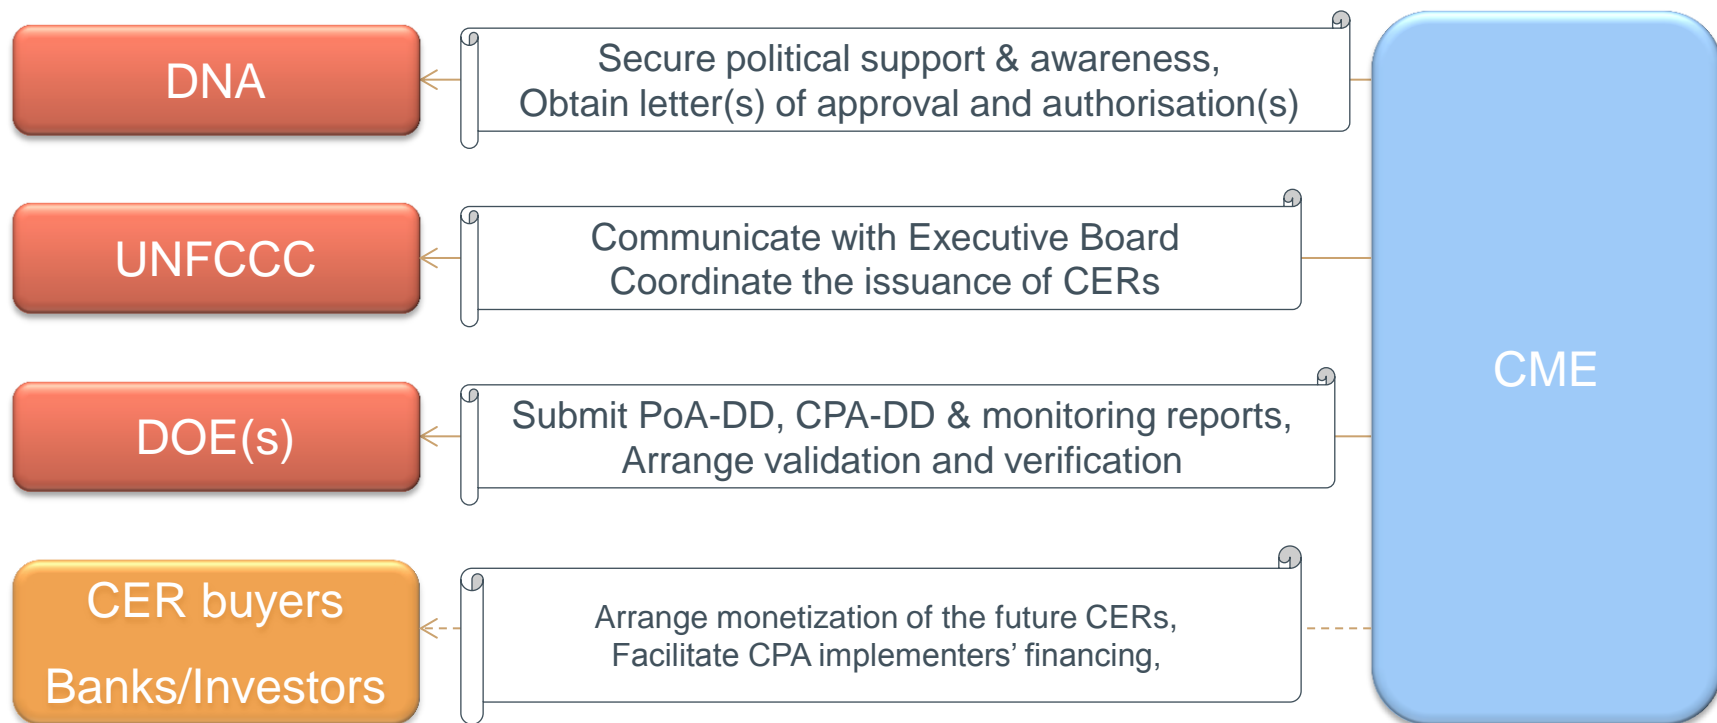 DNA
Secure political support & awareness,
Obtain letter(s) of approval and authorisation(s)
UNFCCC
Communicate with Executive Board
Coordinate the issuance of CERs
DOE(s)
Submit PoA-DD, CPA-DD & monitoring reports,
Arrange validation and verification
CER buyers
Banks/Investors
Arrange monetization of the future CERs,
Facilitate CPA implementers’ financing,
CME